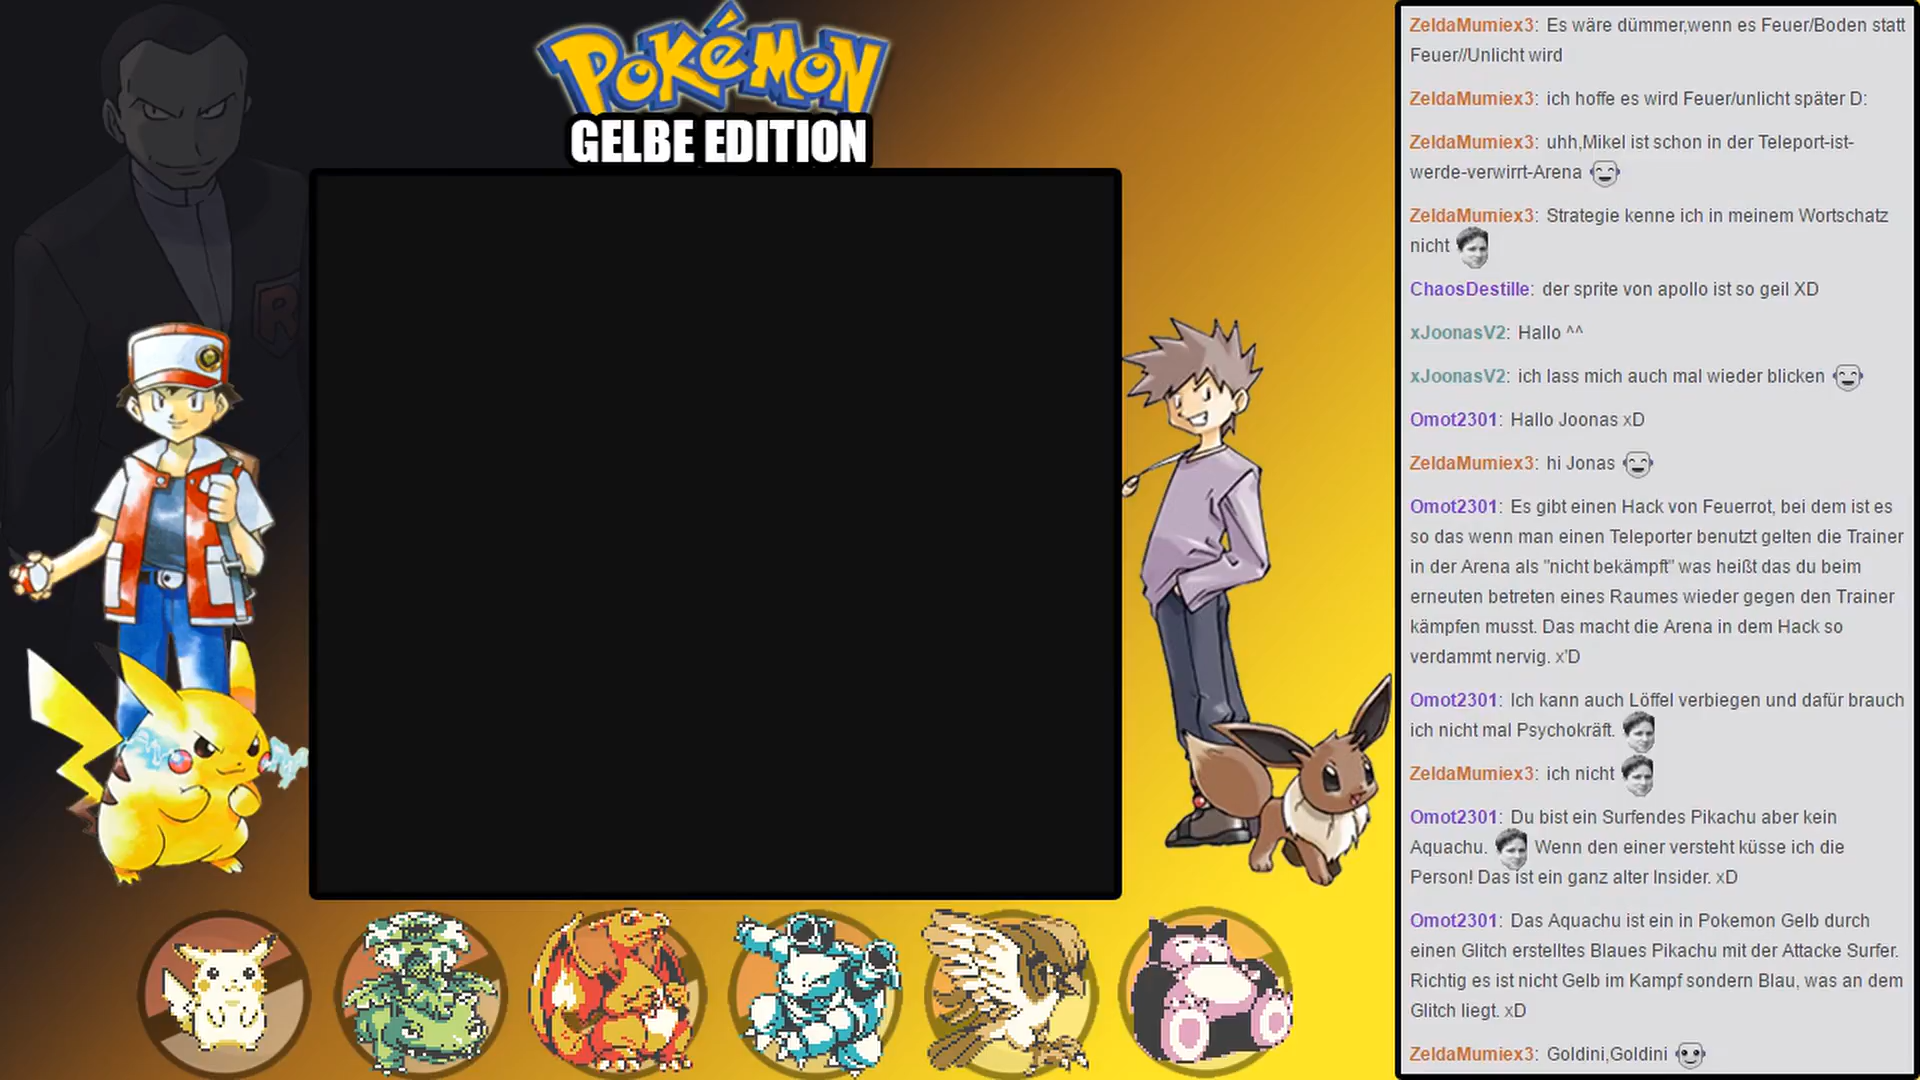 POKéMON
GELBE EDITION
R
ZeldaMumiex3: Es wäre dümmer,wenn es Feuer/Boden statt
Feuer//Unlicht wird
ZeldaMumiex3: ich hoffe es wird Feuer/unlicht später D:
ZeldaMumiex3: uhh,Mikel ist schon in der Teleport-ist-
werde-verwirrt-Arena
ZeldaMumiex3: Strategie kenne ich in meinem Wortschatz
nicht
ChaosDestille: der sprite von apollo ist so geil XD
xJoonasV2: Hallo ^^
xJoonasV2: ich lass mich auch mal wieder blicken
Omot2301: Hallo Joonas xD
ZeldaMumiex3: hi Jonas
Omot2301: Es gibt einen Hack von Feuerrot, bei dem ist es
so das wenn man einen Teleporter benutzt gelten die Trainer
in der Arena als "nicht bekämpft" was heißt das du beim
erneuten betreten eines Raumes wieder gegen den Trainer
kämpfen musst. Das macht die Arena in dem Hack so
verdammt nervig. x'D
Omot2301: Ich kann auch Löffel verbiegen und dafür brauch
ich nicht mal Psychokräft.
ZeldaMumiex3: ich nicht
Omot2301: Du bist ein Surfendes Pikachu aber kein
Aquachu. Wenn den einer versteht küsse ich die
Person! Das ist ein ganz alter Insider. xD
Omot2301: Das Aquachu ist ein in Pokemon Gelb durch
einen Glitch erstelltes Blaues Pikachu mit der Attacke Surfer.
Richtig es ist nicht Gelb im Kampf sondern Blau, was an dem
Glitch liegt. xD
ZeldaMumiex3: Goldini,Goldini